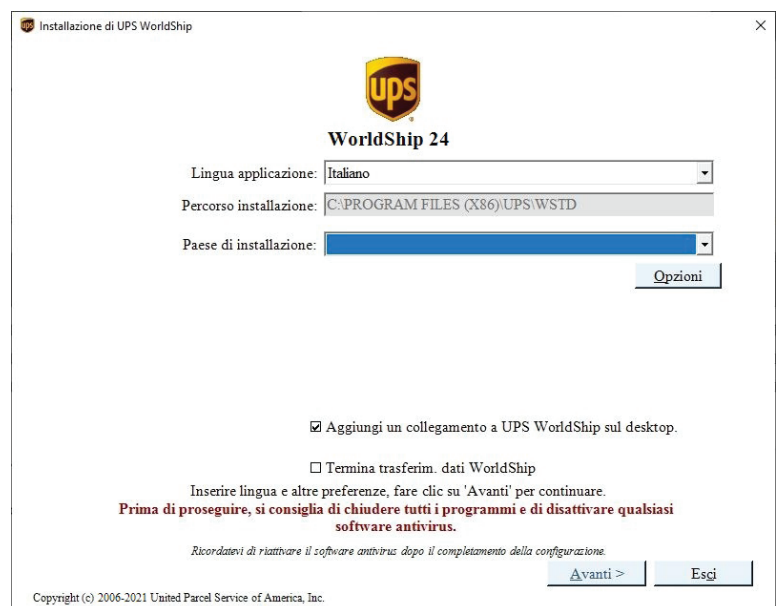 Installazione di UPS WorldShip
ups
WorldShip 24
Lingua applicazione: Italiano
Percorso installazione: C:\PROGRAM FILES (X86)\UPS\WSTD
Paese di installazione:
Opzioni
Aggiungi un collegamento a UPS WorldShip sul desktop.
Termina trasferim. dati WorldShip
Inserire lingua e altre preferenze, fare clic su 'Avanti' per continuare.
Prima di proseguire, si consiglia di chiudere tutti i programmi e di disattivare qualsiasi
software antivirus.
Ricordatevi di riattivare il software antivirus dopo il completamento della configurazione.
Avanti > Esci
Copyright (c) 2006-2021 United Parcel Service of America, Inc.